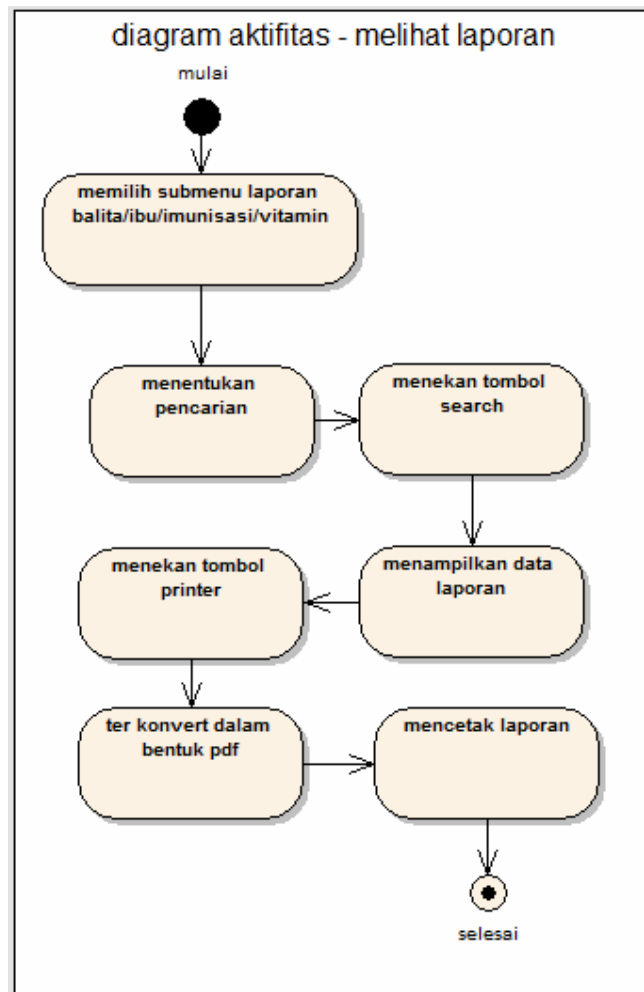 diagram aktifitas - melihat laporan
mulai
memilih submenu laporan
balita/ibu/imunisasi/vitamin
menentukan
pencarian
menekan tombol
search
menampilkan data
laporan
menekan tombol
printer
ter konvert dalam
bentuk pdf
mencetak laporan
selesai